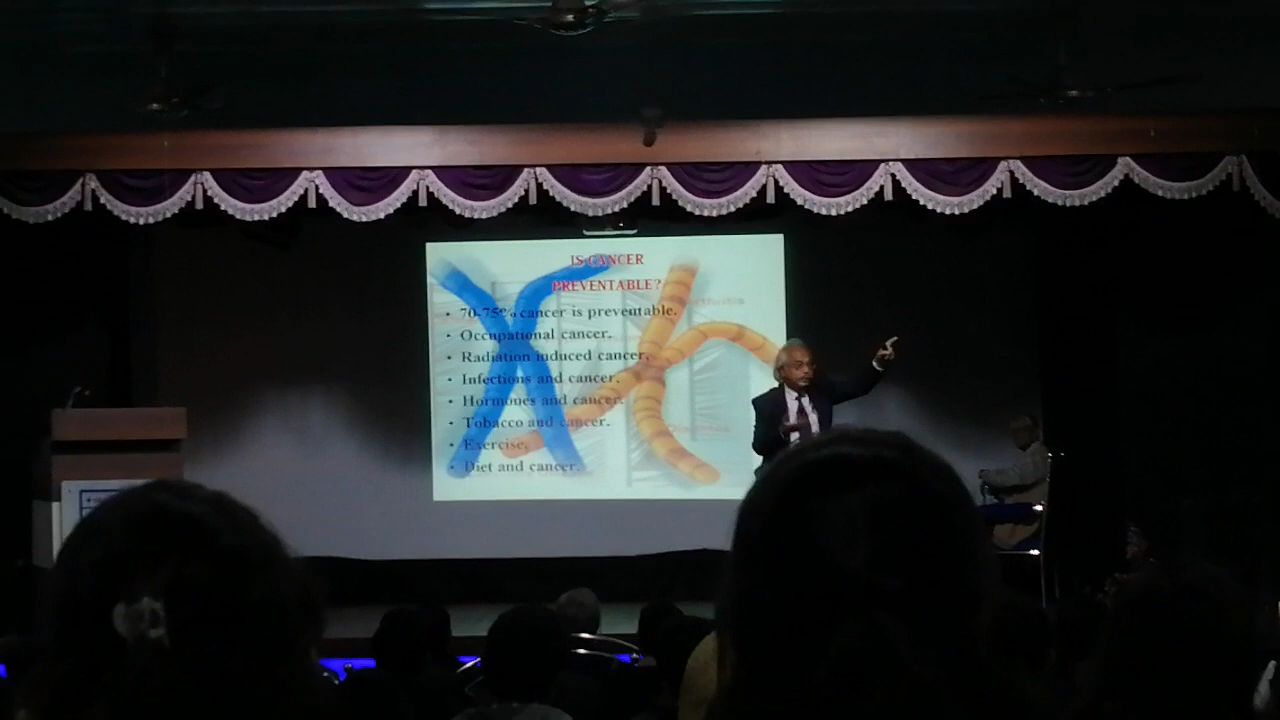 IS CANCER
PREVENTABLE?
• 70-75% cancer is preventable.
• Occupational cancer.
• Radiation induced cancer.
• Infections and cancer.
• Hormones and cancer.
• Tobacco and cancer.
• Exercise.
• Diet and cancer.